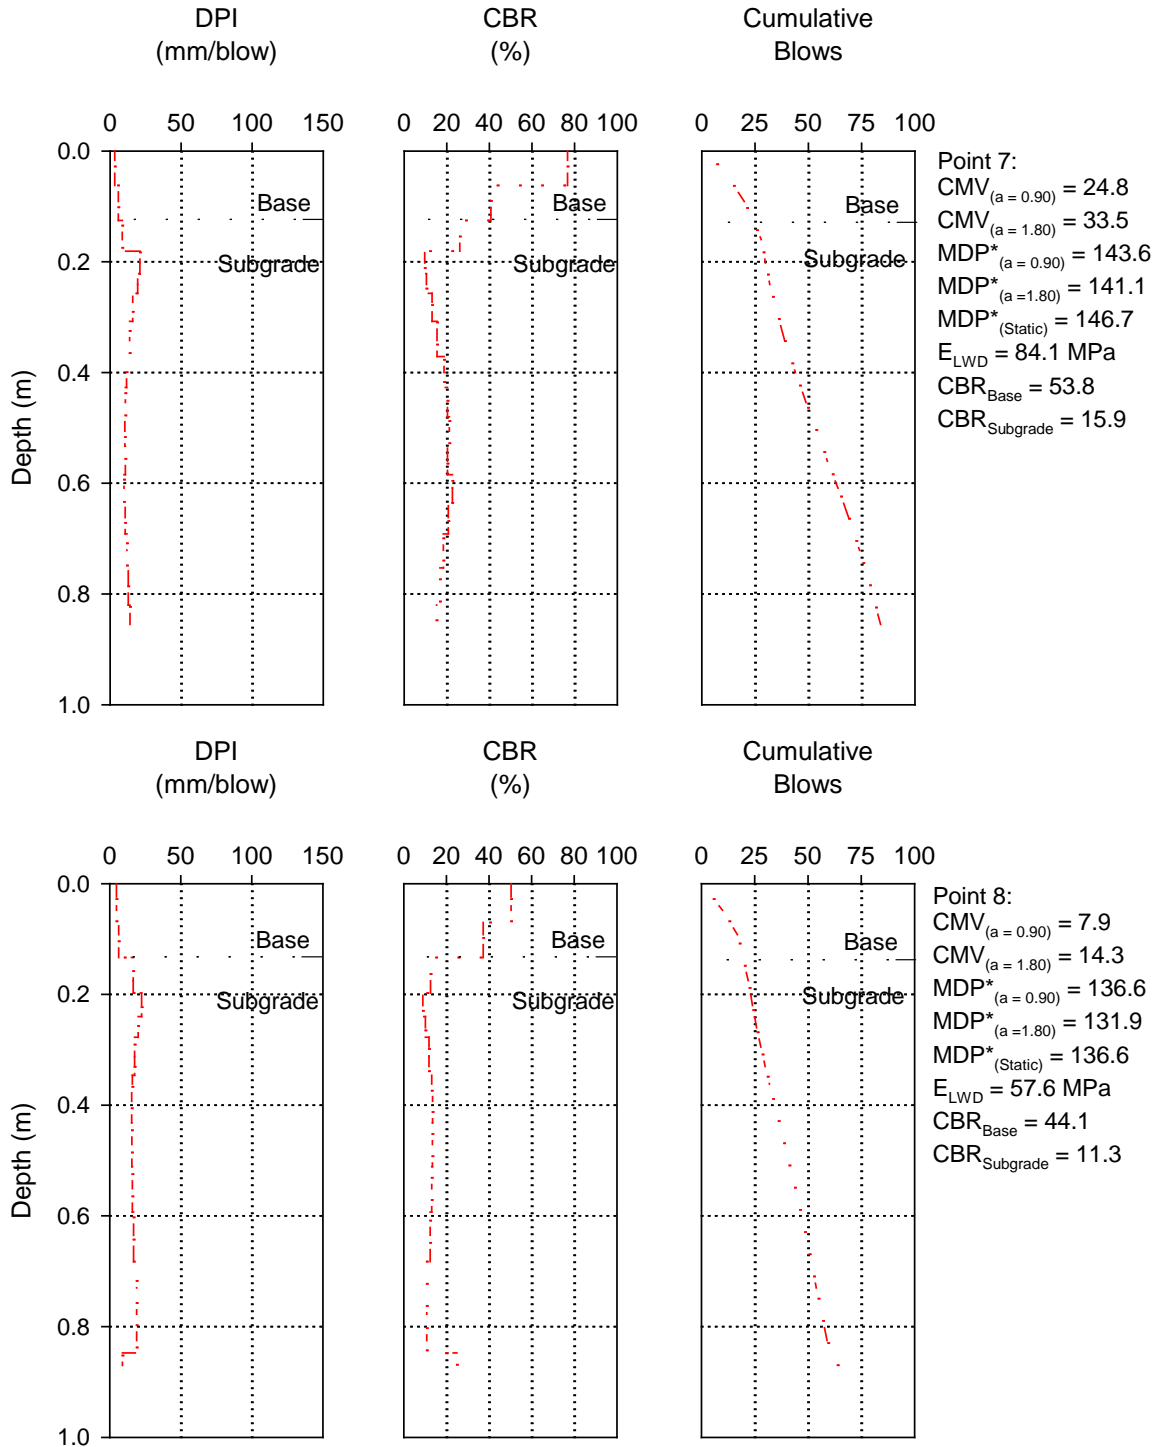 DPI
(mm/blow)
CBR
(%)
Cumulative
Blows
0 50 100 150
0 20 40 60 80 100
0 25 50 75 100
0.0
0.2
0.4
0.6
0.8
1.0
Depth (m)
Base
Subgrade
Base
Subgrade
Base
Subgrade
Point 7:
CMV(a = 0.90) = 24.8
CMV(a = 1.80) = 33.5
MDP*(a = 0.90) = 143.6
MDP*(a =1.80) = 141.1
MDP*(Static) = 146.7
ELWD = 84.1 MPa
CBRBase = 53.8
CBRSubgrade = 15.9
DPI
(mm/blow)
CBR
(%)
Cumulative
Blows
0 50 100 150
0 20 40 60 80 100
0 25 50 75 100
0.0
0.2
0.4
0.6
0.8
1.0
Depth (m)
Base
Subgrade
Base
Subgrade
Base
Subgrade
Point 8:
CMV(a = 0.90) = 7.9
CMV(a = 1.80) = 14.3
MDP*(a = 0.90) = 136.6
MDP*(a =1.80) = 131.9
MDP*(Static) = 136.6
ELWD = 57.6 MPa
CBRBase = 44.1
CBRSubgrade = 11.3